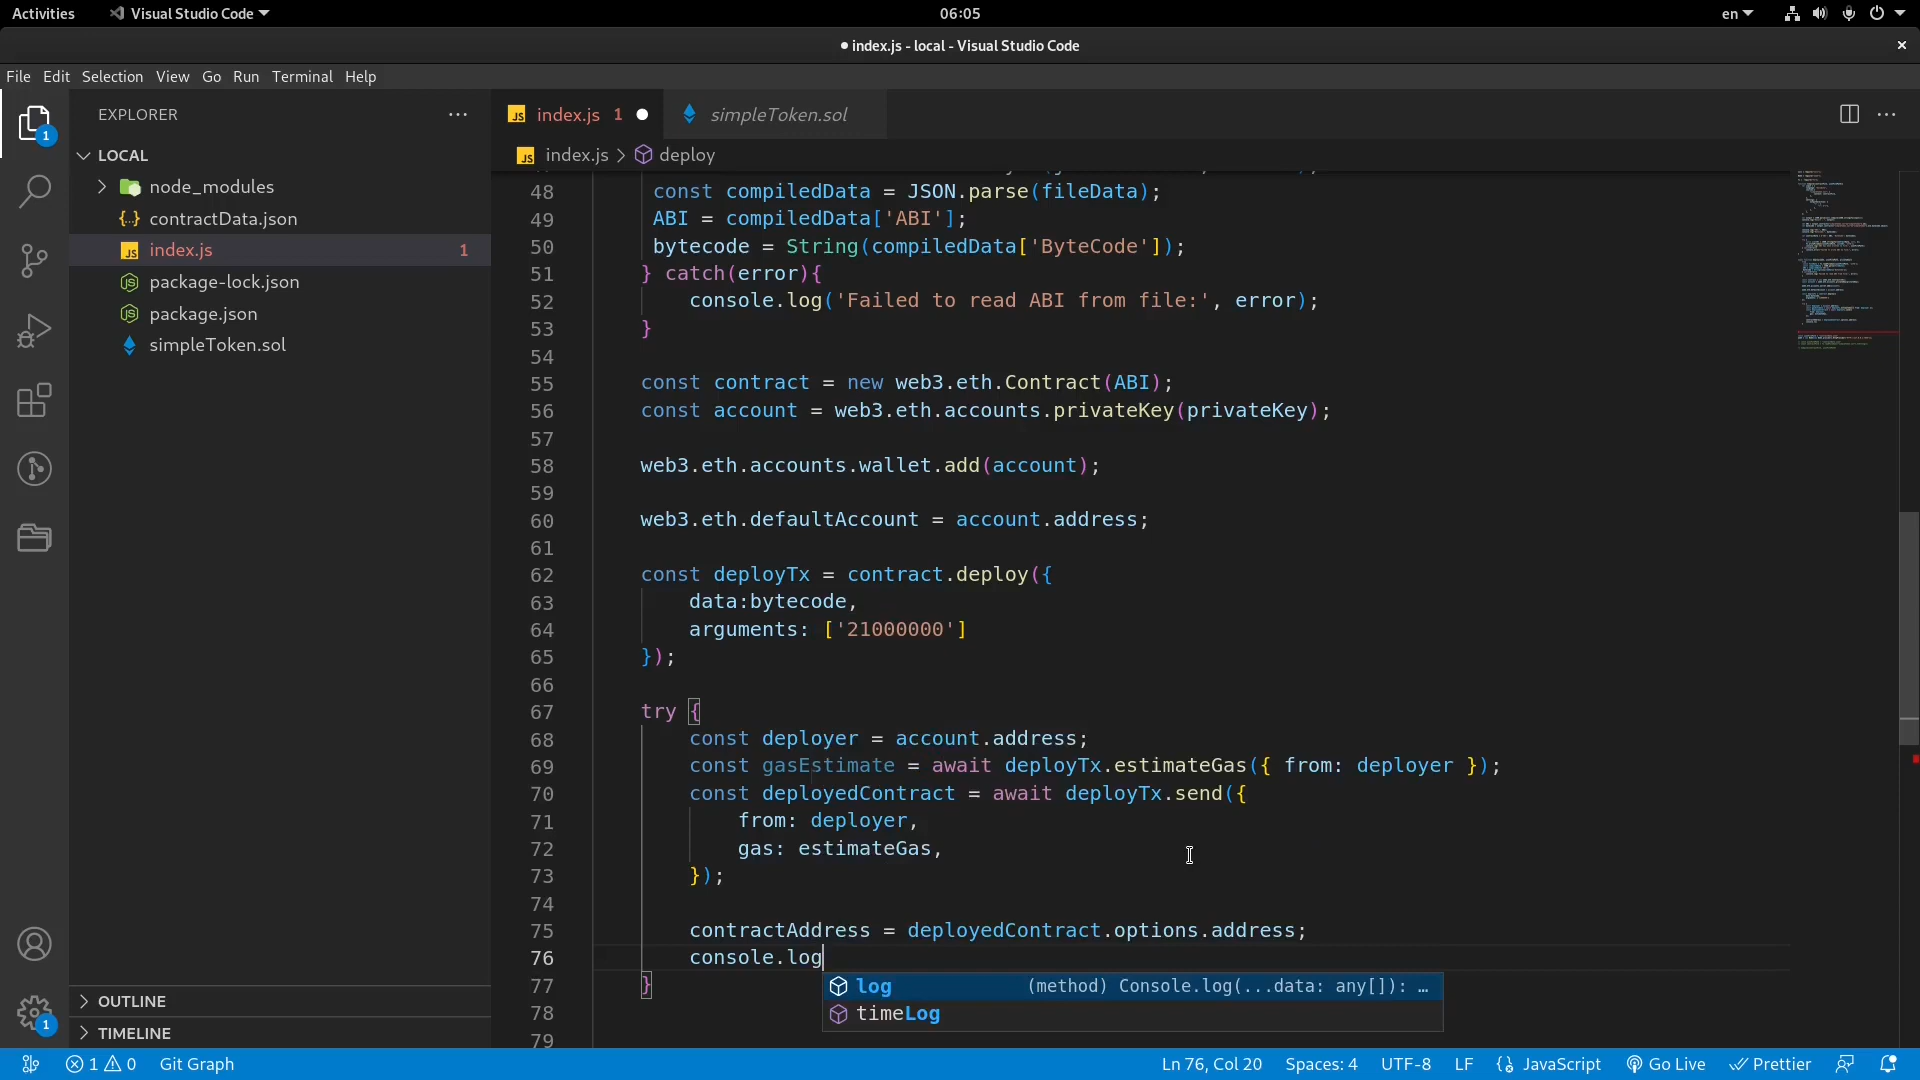 Activities
Visual Studio Code
06:05
en
index.js - local - Visual Studio Code
File Edit Selection View Go Run Terminal Help
EXPLORER
LOCAL
node_modules
contractData.json
index.js 1
package-lock.json
package.json
simpleToken.sol
OUTLINE
TIMELINE
index.js 1
simpleToken.sol
index.js > deploy
48 const compiledData = JSON.parse(fileData);
49 ABI = compiledData['ABI'];
50 bytecode = String(compiledData['ByteCode']);
51 } catch(error){
52 console.log('Failed to read ABI from file:', error);
53 }
54
55 const contract = new web3.eth.Contract(ABI);
56 const account = web3.eth.accounts.privateKey(privateKey);
57
58 web3.eth.accounts.wallet.add(account);
59
60 web3.eth.defaultAccount = account.address;
61
62 const deployTx = contract.deploy({
63 data:bytecode,
64 arguments: ['21000000']
65 });
66
67 try {
68 const deployer = account.address;
69 const gasEstimate = await deployTx.estimateGas({ from: deployer });
70 const deployedContract = await deployTx.send({
71 from: deployer,
72 gas: estimateGas,
73 });
74
75 contractAddress = deployedContract.options.address;
76 console.log
77 }
78
79
log (method) Console.log(...data: any[]): …
timeLog
1 0 Git Graph
Ln 76, Col 20 Spaces: 4 UTF-8 LF JavaScript Go Live Prettier